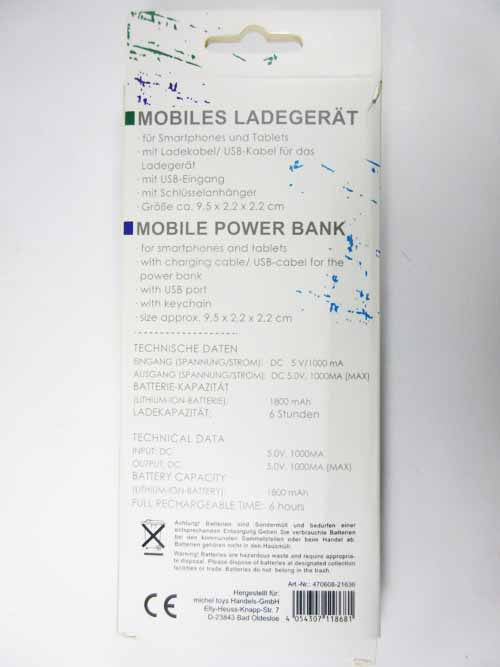 MOBILES LADEGERÄT
· für Smartphones und Tablets
· mit Ladekabel/ USB-Kabel für das
Ladegerät
· mit USB-Eingang
· mit Schlüsselanhänger
· Größe ca. 9,5 x 2,2 x 2,2 cm
MOBILE POWER BANK
· for smartphones and tablets
· with charging cable/ USB-cabel for the
power bank
· with USB port
· with keychain
· size approx. 9,5 x 2,2 x 2,2 cm
TECHNISCHE DATEN
EINGANG (SPANNUNG/STROM): DC 5 V/1000 mA
AUSGANG (SPANNUNG/STROM): DC 5.0V, 1000MA (MAX)
BATTERIE-KAPAZITÄT
(LITHIUM-ION-BATTERIE): 1800 mAh
LADEKAPAZITÄT: 6 Stunden
TECHNICAL DATA
INPUT: DC 5.0V, 1000MA
OUTPUT: DC 5.0V, 1000MA (MAX)
BATTERY CAPACITY
(LITHIUM-ION-BATTERY): 1800 mAh
FULL RECHARGEABLE TIME: 6 hours
Achtung! Batterien sind Sondermüll und bedürfen einer
entsprechenden Entsorgung. Geben Sie verbrauchte Batterien
bei den kommunalen Sammelstellen oder beim Handel ab.
Batterien gehören nicht in den Hausmüll.
Warning! Batteries are hazardous waste and require appropria-
te disposal. Please dispose of batteries at designated collection
facilities or trade. Batteries do not belong in the trash.
Art.-Nr.: 470608-21636
CE
Hergestellt für:
michel toys Handels-GmbH
Elly-Heuss-Knapp-Str. 7
D-23843 Bad Oldesloe
4 054307 118681